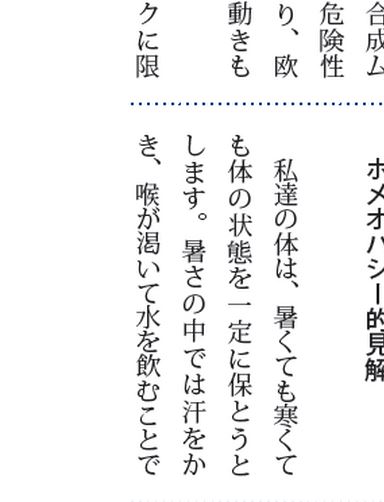 合成ム
危険性
り、欧
動きも
クに限
ホメオパシー的見解
私達の体は、暑くても寒くて
も体の状態を一定に保とうと
します。暑さの中では汗をか
き、喉が渇いて水を飲むことで